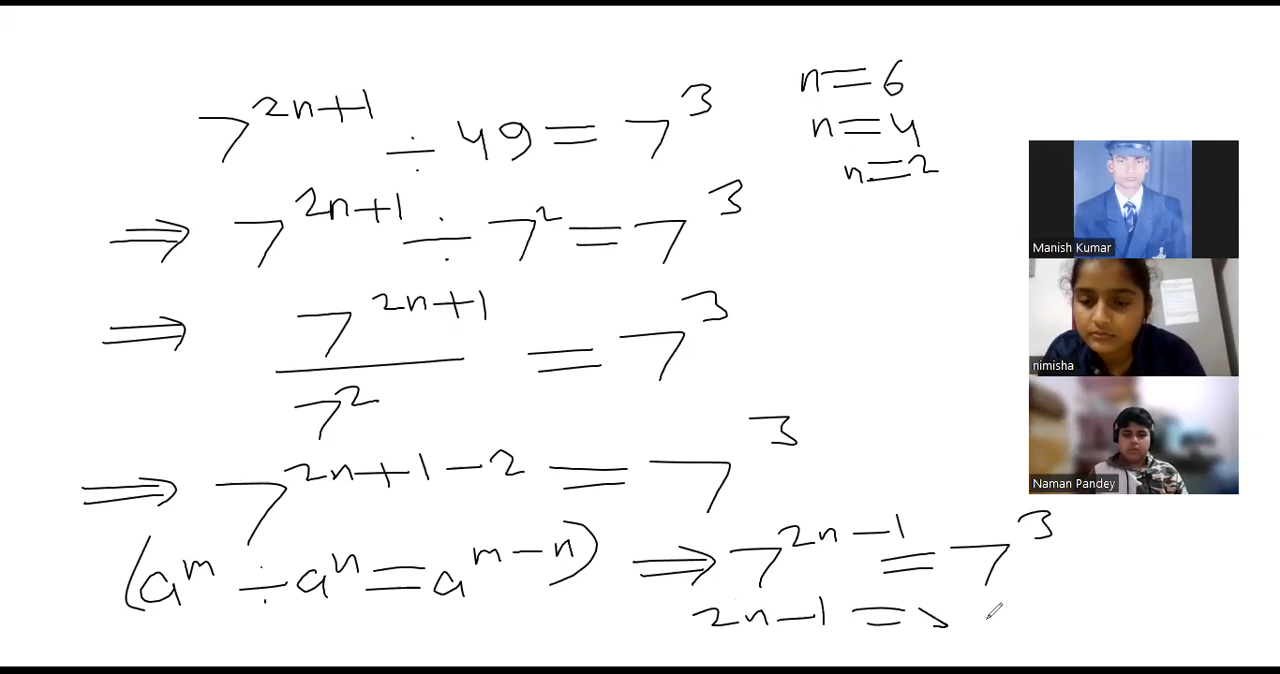 7^{2n+1} ÷ 49 = 7^3
n = 6
n = 4
n = 2
⇒ 7^{2n+1} ÷ 7^2 = 7^3
⇒ \frac{7^{2n+1}}{7^2} = 7^3
⇒ 7^{2n+1-2} = 7^3
(a^m ÷ a^n = a^{m-n})
⇒ 7^{2n-1} = 7^3
2n-1 =
Manish Kumar
nimisha
Naman Pandey